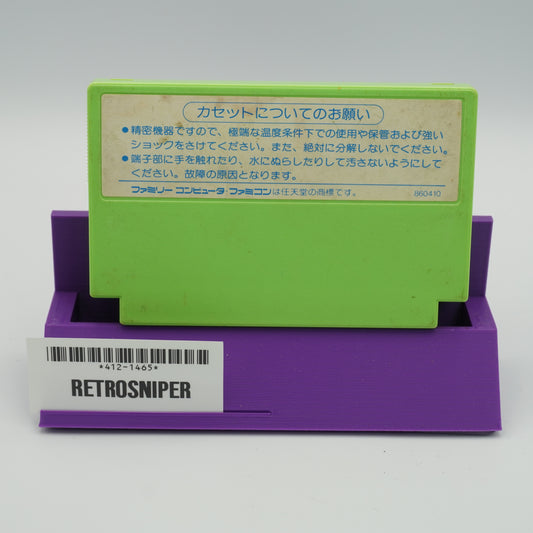 カセットについてのお願い
●精密機器ですので、極端な温度条件下での使用や保管および強い
ショックをさけてください。また、絶対に分解しないでください。
●端子部に手を触れたり、水にぬらしたりして汚さないようにして
ください。故障の原因となります。
ファミリー コンピュータ・ファミコンは任天堂の商標です。 860410
*412-1465*
RETROSNIPER